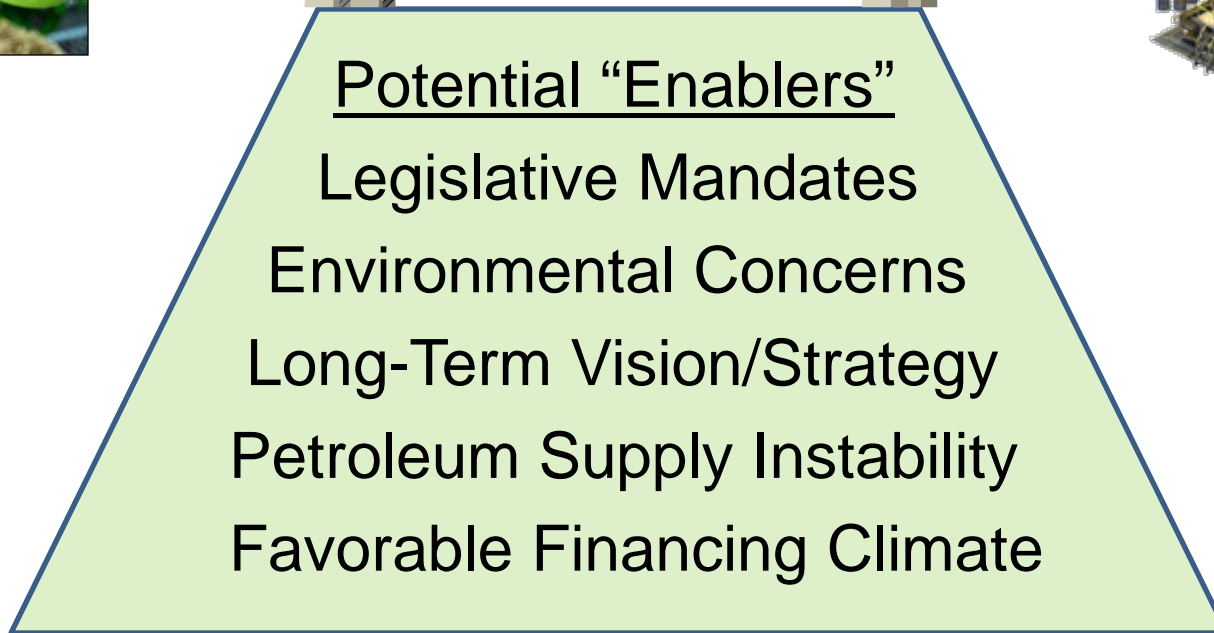 Potential “Enablers”
Legislative Mandates
Environmental Concerns
Long-Term Vision/Strategy
Petroleum Supply Instability
Favorable Financing Climate